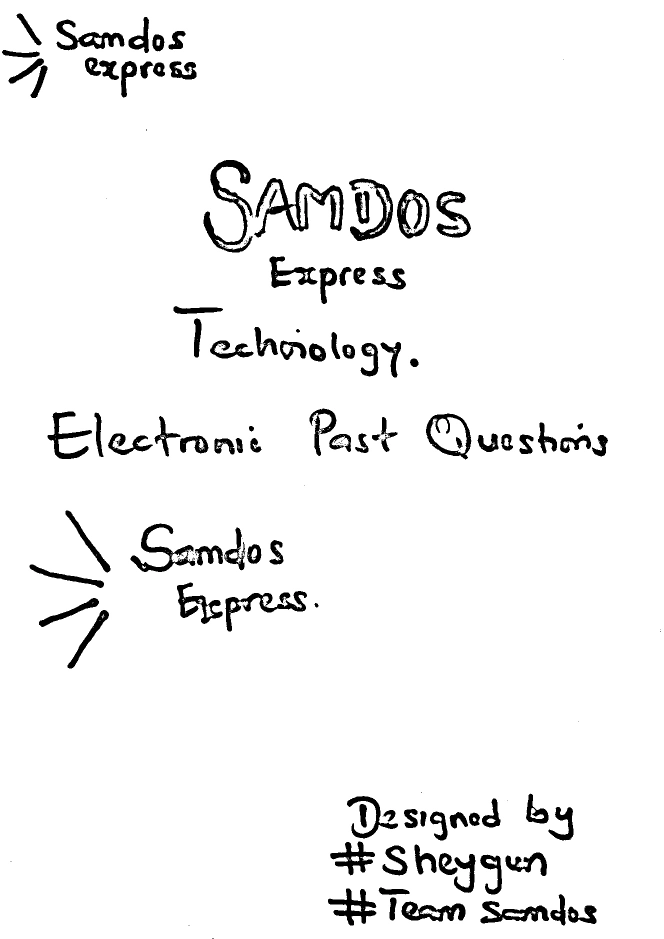 Samdos
express
SAMDOS
Express
Technology.
Electronic Past Questions
Samdos
Express.
Designed by
#Sheygun
#Team samdos